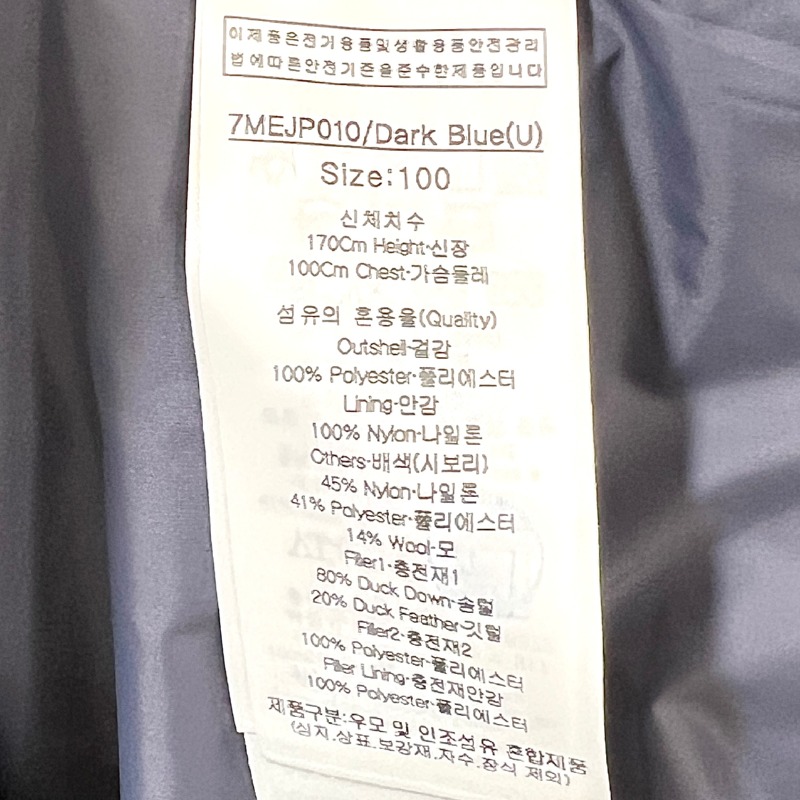 이제품은전기용품및생활용품안전관리
법에따른안전기준을준수한제품입니다
7MEJP010/Dark Blue(U)
Size:100
신체치수
170Cm Height·신장
100Cm Chest·가슴둘레
섬유의 혼용율(Quality)
Outshell·겉감
100% Polyester·폴리에스터
Lining·안감
100% Nylon·나일론
Others·배색(시보리)
45% Nylon·나일론
41% Polyester·폴리에스터
14% Wool·모
Filler1·충전재1
80% Duck Down·솜털
20% Duck Feather·깃털
Filler2·충전재2
100% Polyester·폴리에스터
Filler Lining·충전재안감
100% Polyester·폴리에스터
제품구분:우모 및 인조섬유 혼합제품
(심지.상표.보강재.자수.장식 제외)